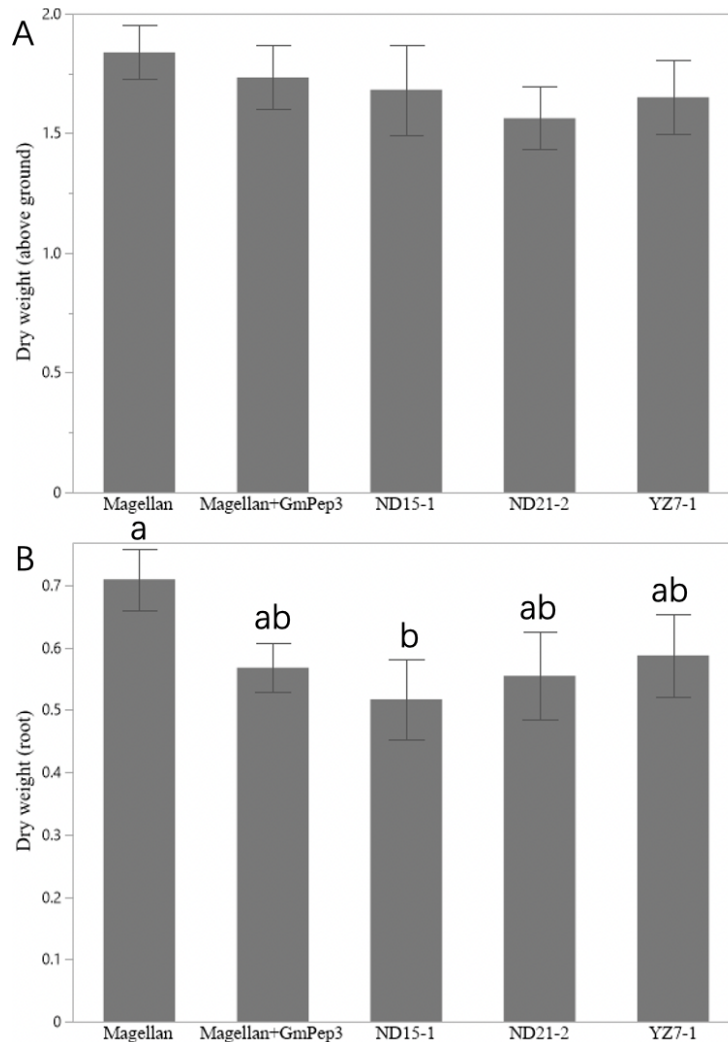 A
Dry weight (above ground)
2.0
1.5
1.0
0.5
0
Magellan Magellan+GmPep3 ND15-1 ND21-2 YZ7-1
B
Dry weight (root)
a
ab
b
ab
ab
0.7
0.6
0.5
0.4
0.3
0.2
0.1
0
Magellan Magellan+GmPep3 ND15-1 ND21-2 YZ7-1